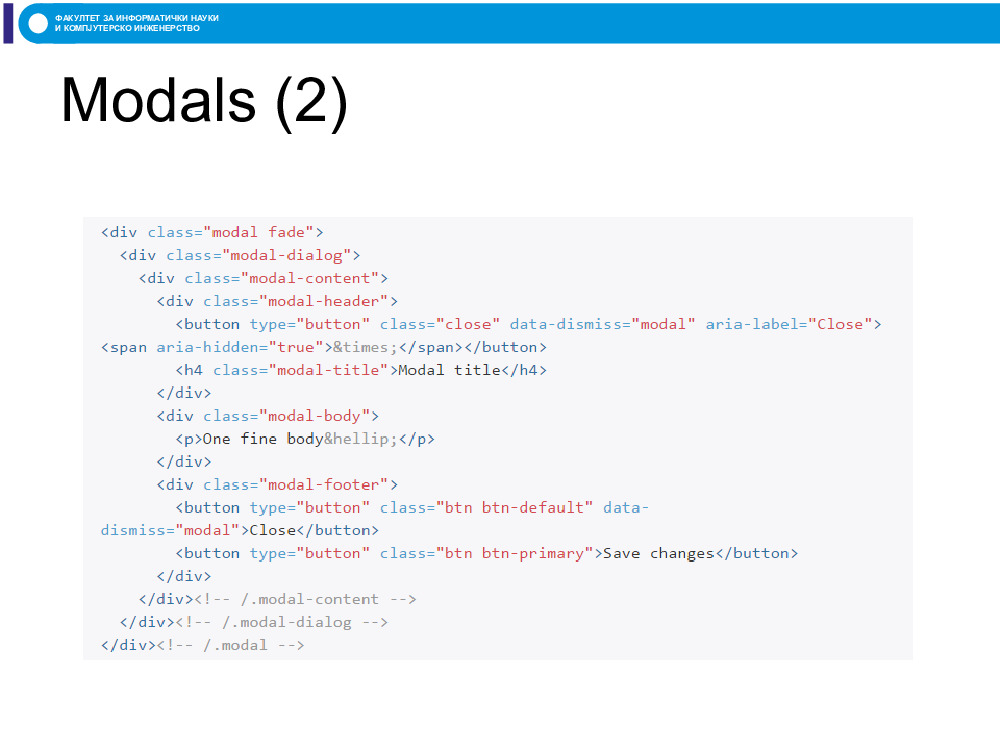 ФАКУЛТЕТ ЗА ИНФОРМАТИЧКИ НАУКИ
И КОМПЈУТЕРСКО ИНЖЕНЕРСТВО
Modals (2)
<div class="modal fade">
  <div class="modal-dialog">
    <div class="modal-content">
      <div class="modal-header">
        <button type="button" class="close" data-dismiss="modal" aria-label="Close">
<span aria-hidden="true">&times;</span></button>
        <h4 class="modal-title">Modal title</h4>
      </div>
      <div class="modal-body">
        <p>One fine body&hellip;</p>
      </div>
      <div class="modal-footer">
        <button type="button" class="btn btn-default" data-
dismiss="modal">Close</button>
        <button type="button" class="btn btn-primary">Save changes</button>
      </div>
    </div><!-- /.modal-content -->
  </div><!-- /.modal-dialog -->
</div><!-- /.modal -->